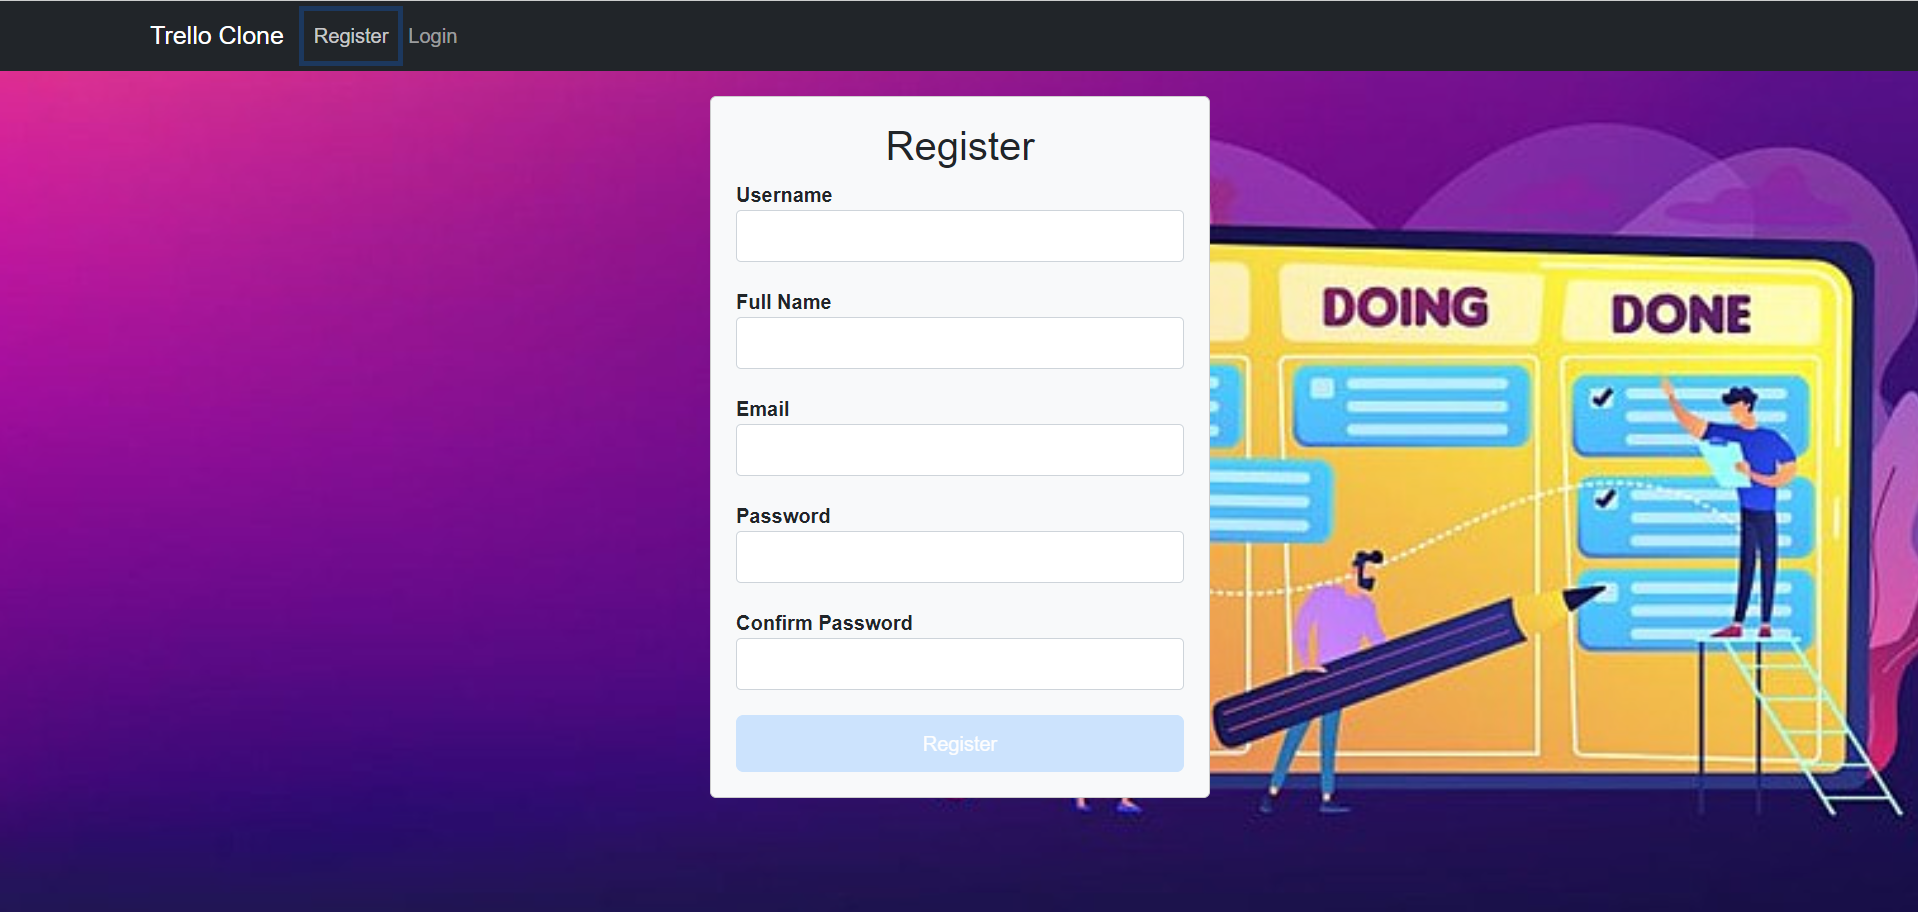 Trello Clone Register Login
Register
Username
Full Name
Email
Password
Confirm Password
Register
DOING
DONE